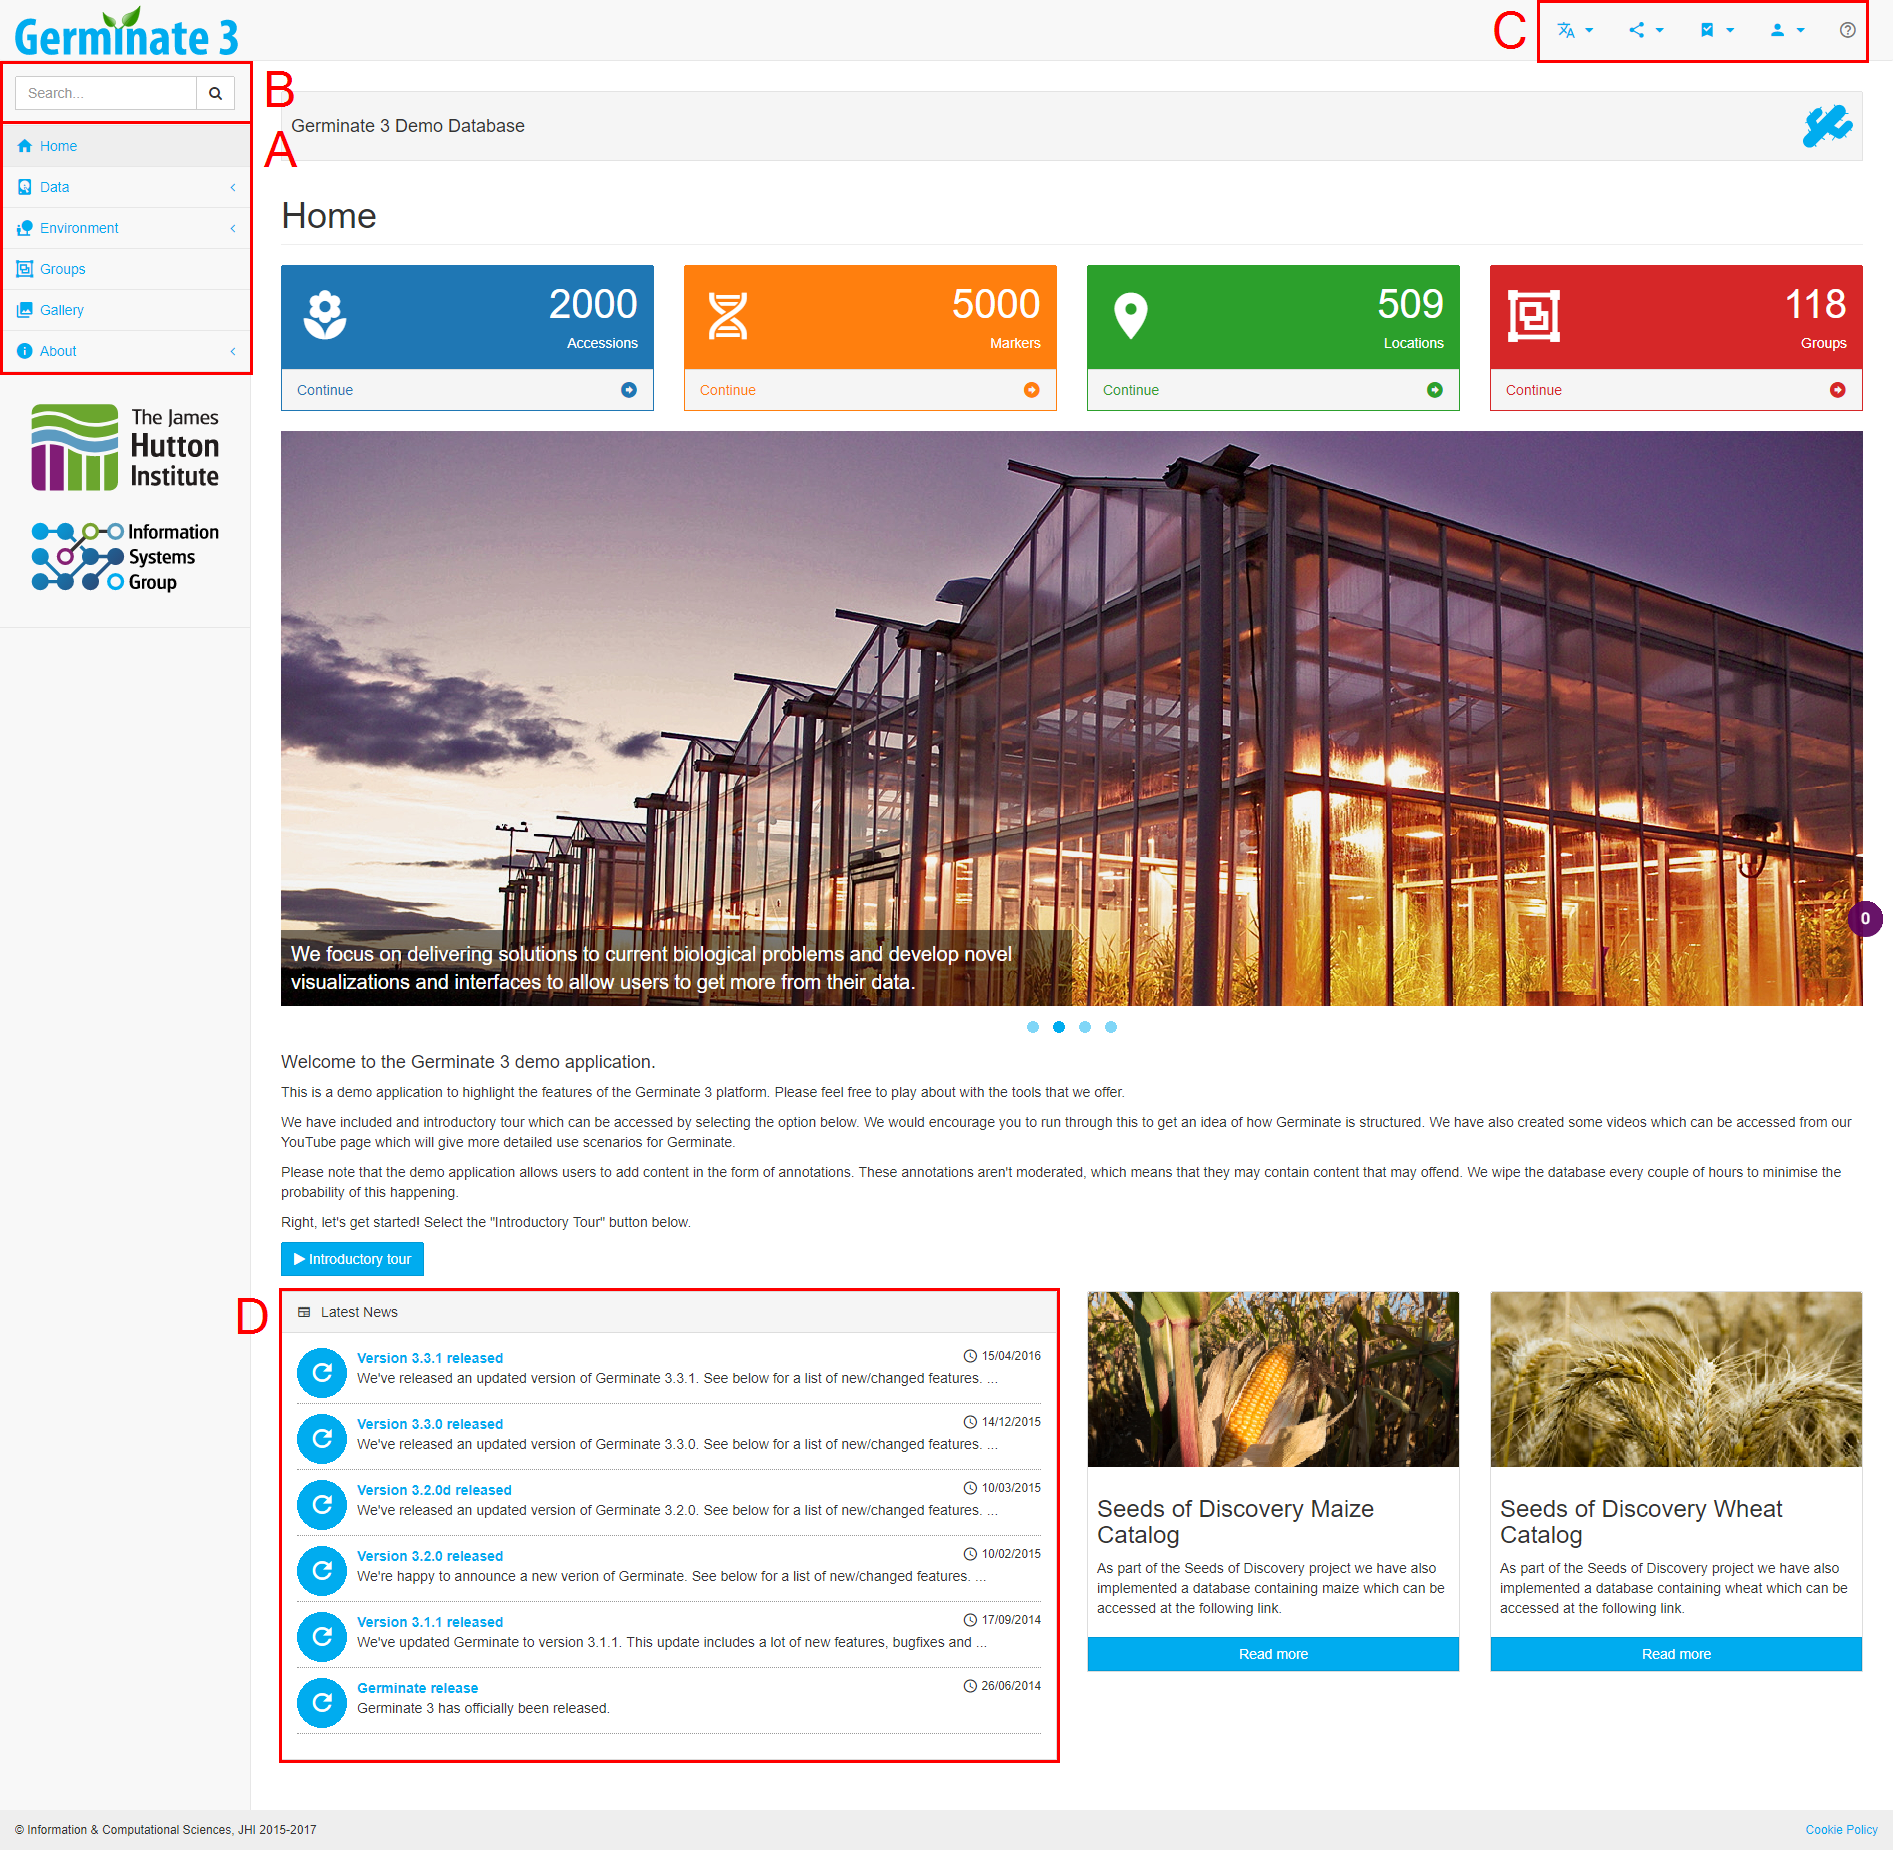 Germinate 3
C
Search...
B
A
Home
Data
Environment
Groups
Gallery
About
The James
Hutton
Institute
Information
Systems
Group
Germinate 3 Demo Database
Home
2000
Accessions
Continue
5000
Markers
Continue
509
Locations
Continue
118
Groups
Continue
We focus on delivering solutions to current biological problems and develop novel
visualizations and interfaces to allow users to get more from their data.
0
Welcome to the Germinate 3 demo application.
This is a demo application to highlight the features of the Germinate 3 platform. Please feel free to play about with the tools that we offer.
We have included and introductory tour which can be accessed by selecting the option below. We would encourage you to run through this to get an idea of how Germinate is structured. We have also created some videos which can be accessed from our
YouTube page which will give more detailed use scenarios for Germinate.
Please note that the demo application allows users to add content in the form of annotations. These annotations aren't moderated, which means that they may contain content that may offend. We wipe the database every couple of hours to minimise the
probability of this happening.
Right, let's get started! Select the "Introductory Tour" button below.
Introductory tour
D
Latest News
Version 3.3.1 released 15/04/2016
We've released an updated version of Germinate 3.3.1. See below for a list of new/changed features. ...
Version 3.3.0 released 14/12/2015
We've released an updated version of Germinate 3.3.0. See below for a list of new/changed features. ...
Version 3.2.0d released 10/03/2015
We've released an updated version of Germinate 3.2.0. See below for a list of new/changed features. ...
Version 3.2.0 released 10/02/2015
We're happy to announce a new verion of Germinate. See below for a list of new/changed features. ...
Version 3.1.1 released 17/09/2014
We've updated Germinate to version 3.1.1. This update includes a lot of new features, bugfixes and ...
Germinate release 26/06/2014
Germinate 3 has officially been released.
Seeds of Discovery Maize
Catalog
As part of the Seeds of Discovery project we have also
implemented a database containing maize which can be
accessed at the following link.
Read more
Seeds of Discovery Wheat
Catalog
As part of the Seeds of Discovery project we have also
implemented a database containing wheat which can be
accessed at the following link.
Read more
© Information & Computational Sciences, JHI 2015-2017
Cookie Policy